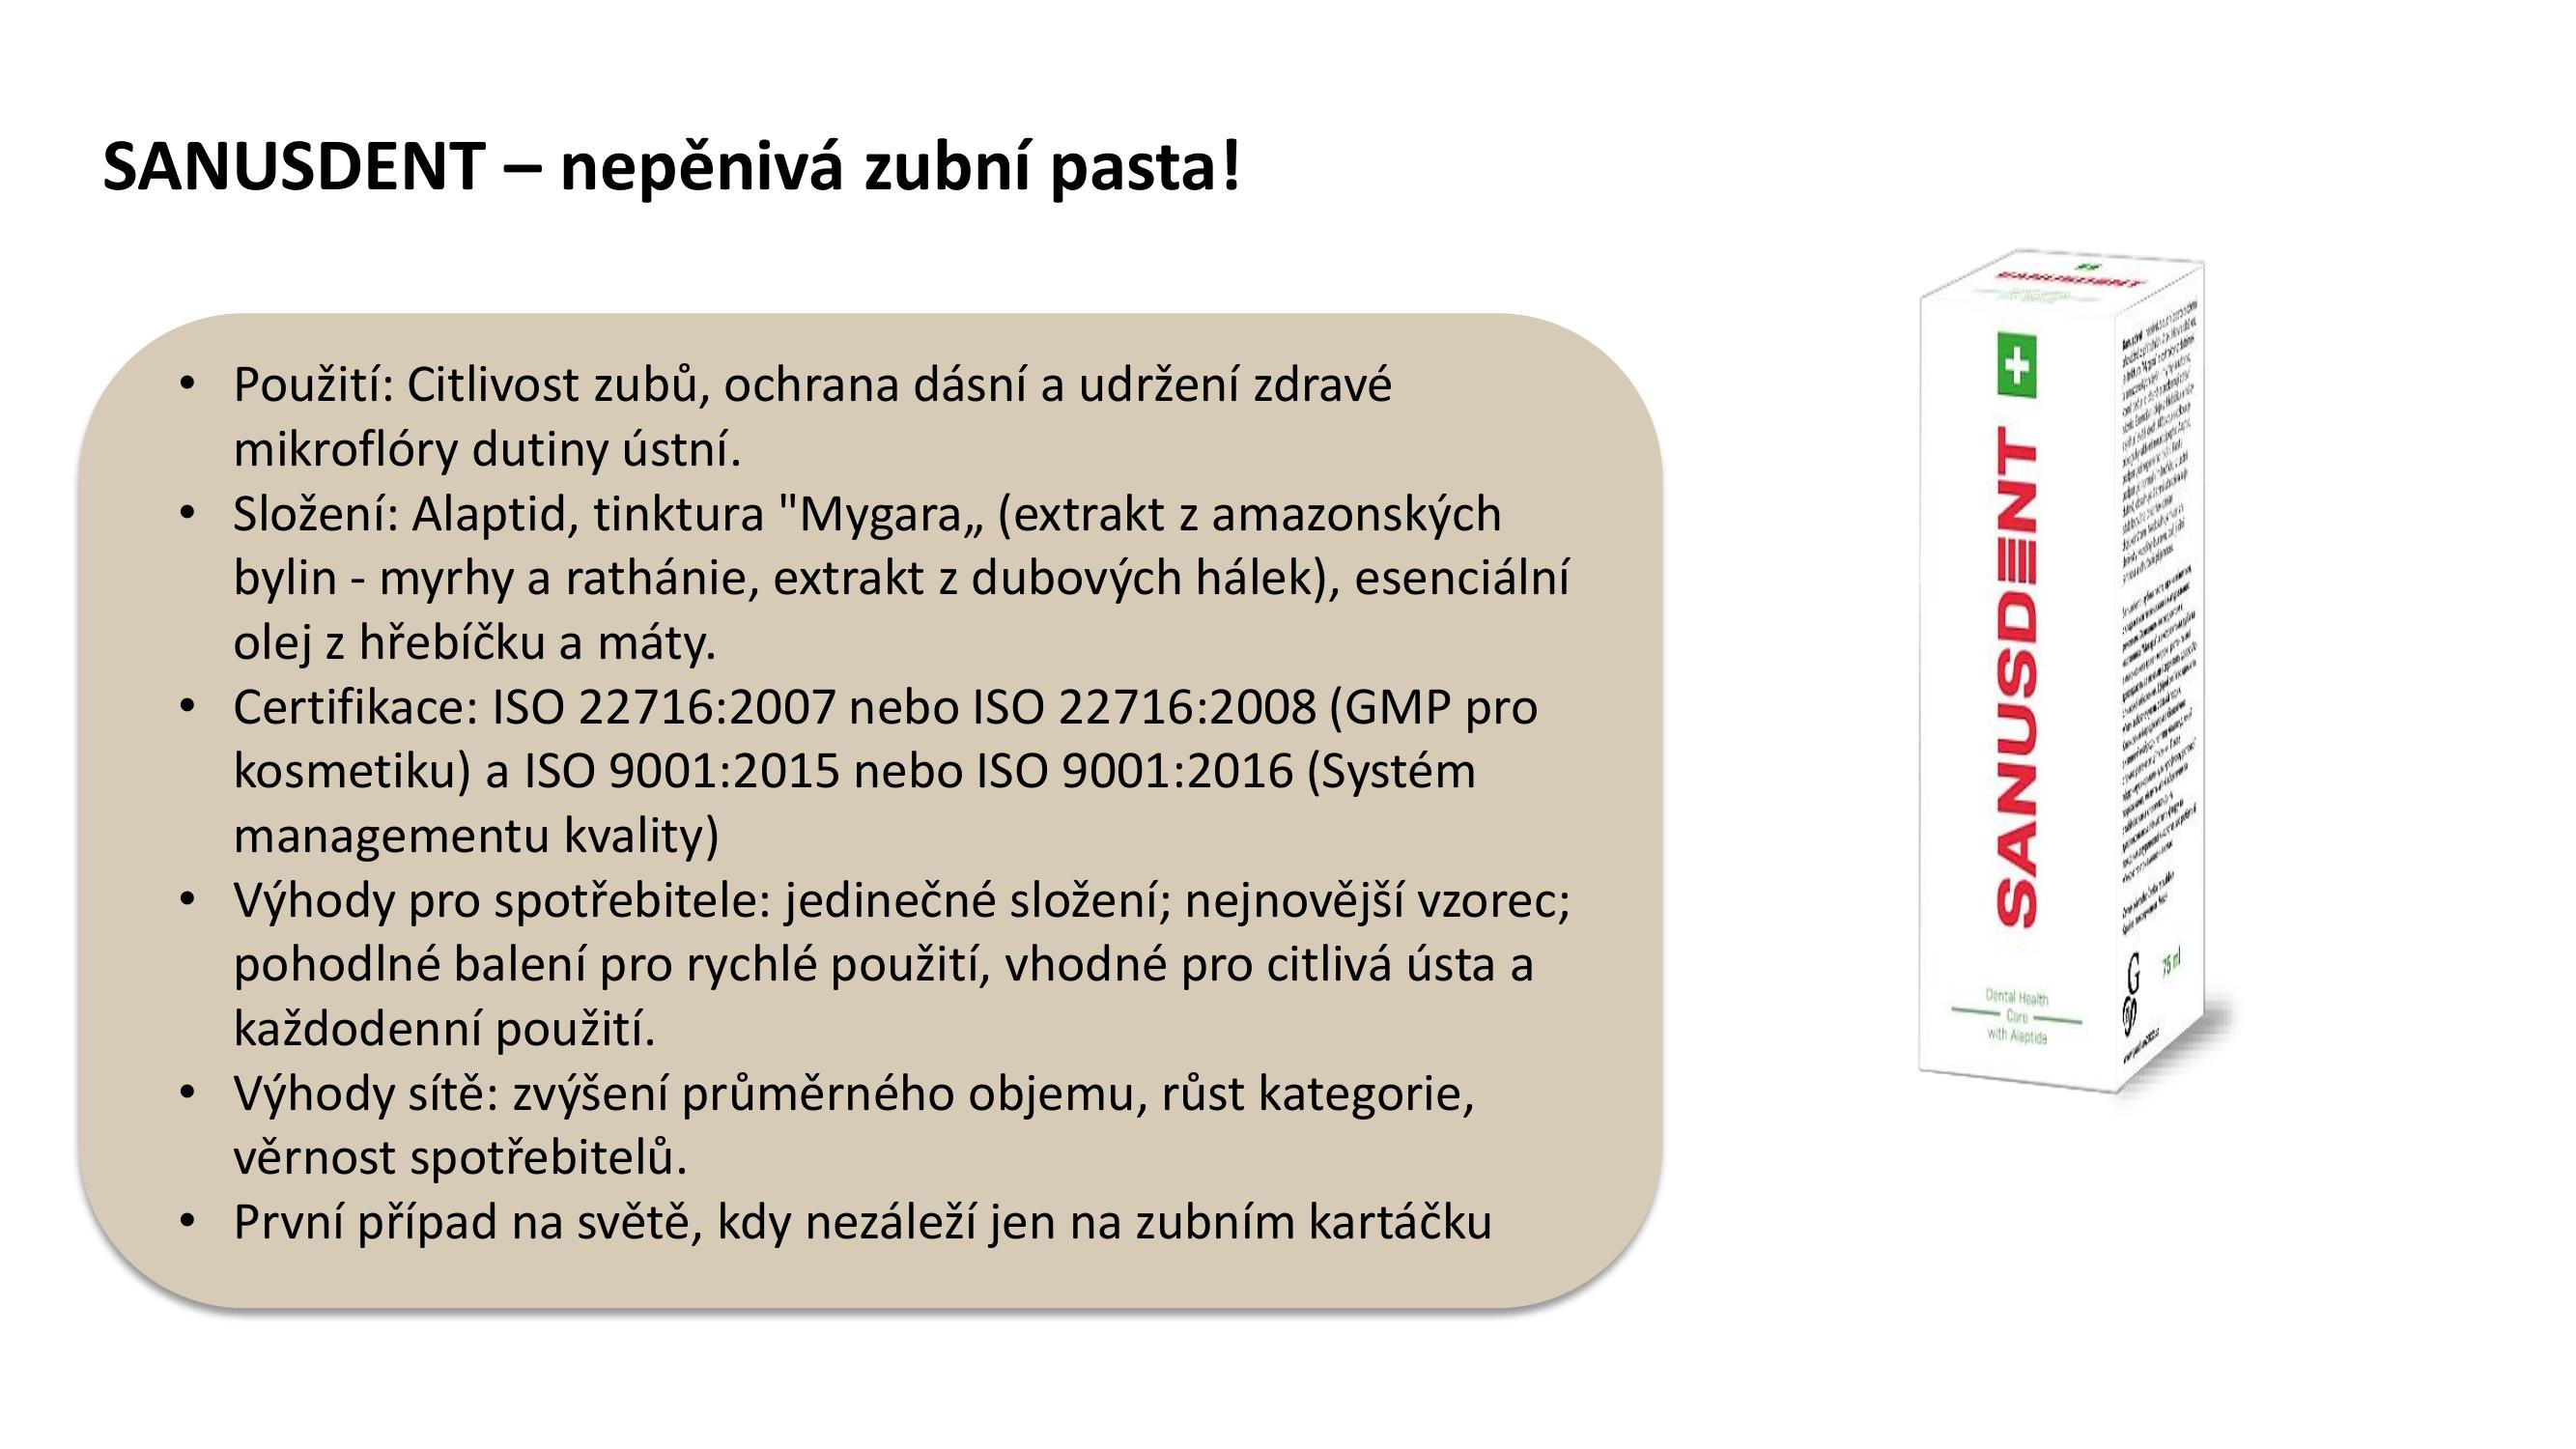 SANUSDENT – nepěnivá zubní pasta!
• Použití: Citlivost zubů, ochrana dásní a udržení zdravé
mikroflóry dutiny ústní.
• Složení: Alaptid, tinktura "Mygara„ (extrakt z amazonských
bylin - myrhy a rathánie, extrakt z dubových hálek), esenciální
olej z hřebíčku a máty.
• Certifikace: ISO 22716:2007 nebo ISO 22716:2008 (GMP pro
kosmetiku) a ISO 9001:2015 nebo ISO 9001:2016 (Systém
managementu kvality)
• Výhody pro spotřebitele: jedinečné složení; nejnovější vzorec;
pohodlné balení pro rychlé použití, vhodné pro citlivá ústa a
každodenní použití.
• Výhody sítě: zvýšení průměrného objemu, růst kategorie,
věrnost spotřebitelů.
• První případ na světě, kdy nezáleží jen na zubním kartáčku
SANUSDENT
SANUSDENT
Dental Health
Care
with Alaptide
75 ml